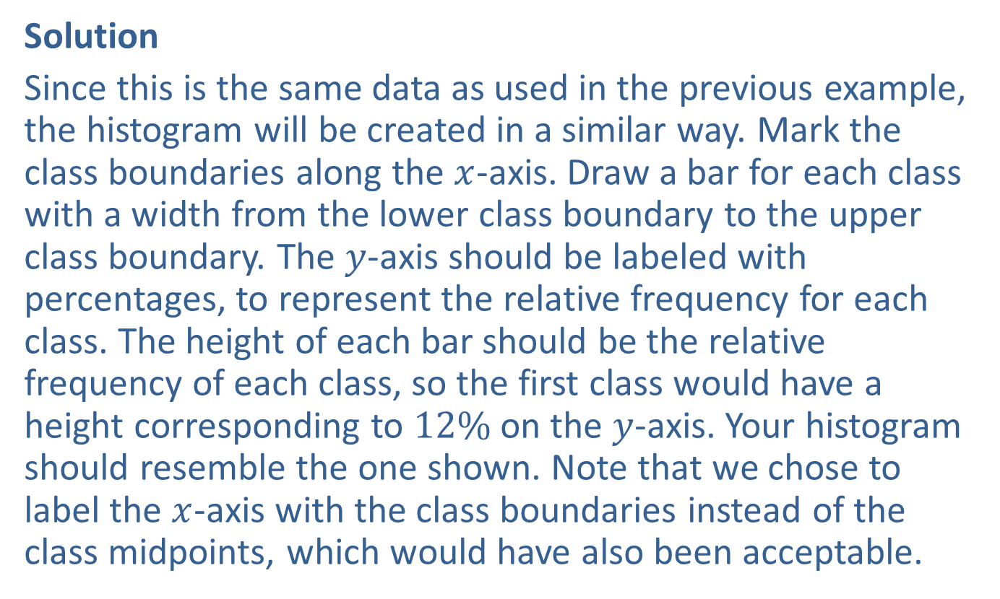 Solution
Since this is the same data as used in the previous example,
the histogram will be created in a similar way. Mark the
class boundaries along the x-axis. Draw a bar for each class
with a width from the lower class boundary to the upper
class boundary. The y-axis should be labeled with
percentages, to represent the relative frequency for each
class. The height of each bar should be the relative
frequency of each class, so the first class would have a
height corresponding to 12% on the y-axis. Your histogram
should resemble the one shown. Note that we chose to
label the x-axis with the class boundaries instead of the
class midpoints, which would have also been acceptable.